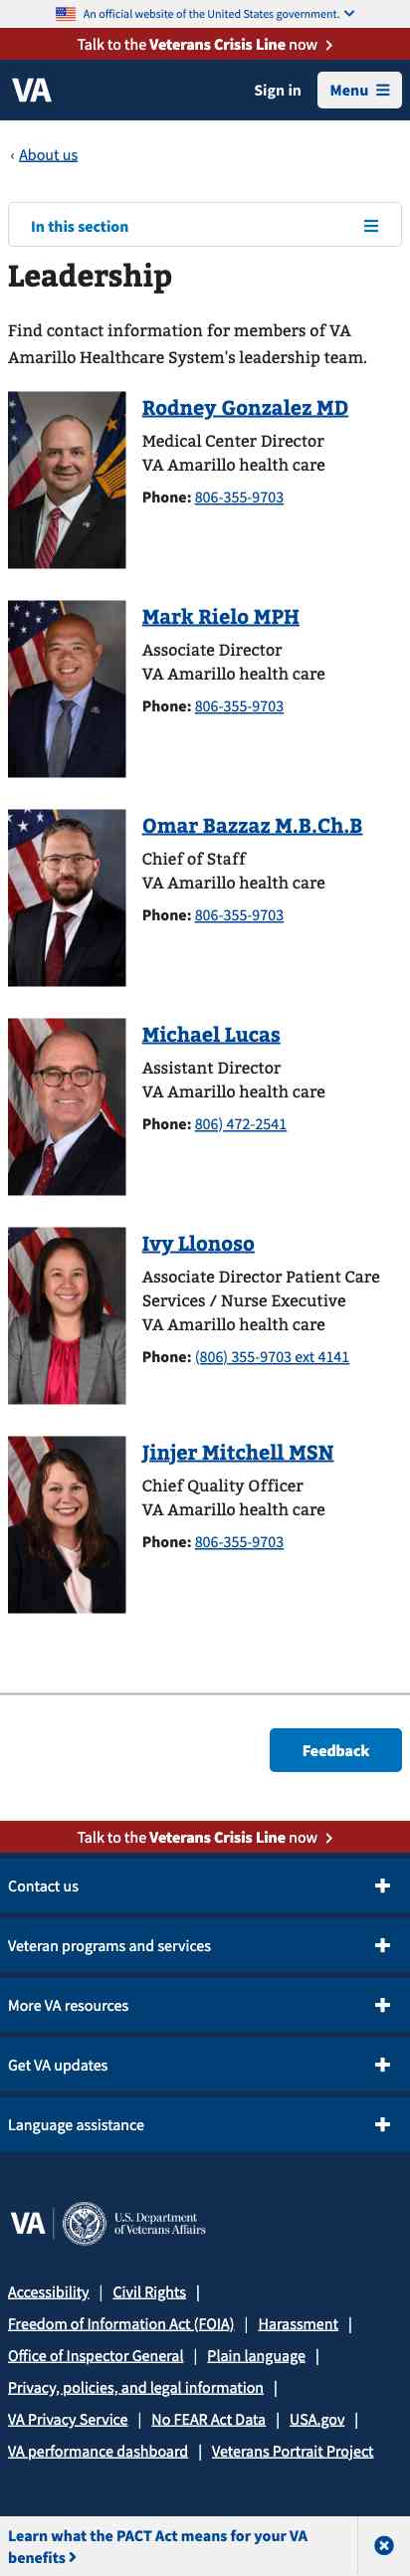 An official website of the United States government.
Talk to the Veterans Crisis Line now
VA
Sign in
Menu
‹ About us
In this section
Leadership
Find contact information for members of VA
Amarillo Healthcare System's leadership team.
Rodney Gonzalez MD
Medical Center Director
VA Amarillo health care
Phone: 806-355-9703
Mark Rielo MPH
Associate Director
VA Amarillo health care
Phone: 806-355-9703
Omar Bazzaz M.B.Ch.B
Chief of Staff
VA Amarillo health care
Phone: 806-355-9703
Michael Lucas
Assistant Director
VA Amarillo health care
Phone: 806) 472-2541
Ivy Llonoso
Associate Director Patient Care
Services / Nurse Executive
VA Amarillo health care
Phone: (806) 355-9703 ext 4141
Jinjer Mitchell MSN
Chief Quality Officer
VA Amarillo health care
Phone: 806-355-9703
Feedback
Talk to the Veterans Crisis Line now
Contact us
Veteran programs and services
More VA resources
Get VA updates
Language assistance
VA | U.S. Department
of Veterans Affairs
Accessibility | Civil Rights |
Freedom of Information Act (FOIA) | Harassment |
Office of Inspector General | Plain language |
Privacy, policies, and legal information |
VA Privacy Service | No FEAR Act Data | USA.gov |
VA performance dashboard | Veterans Portrait Project
Learn what the PACT Act means for your VA
benefits